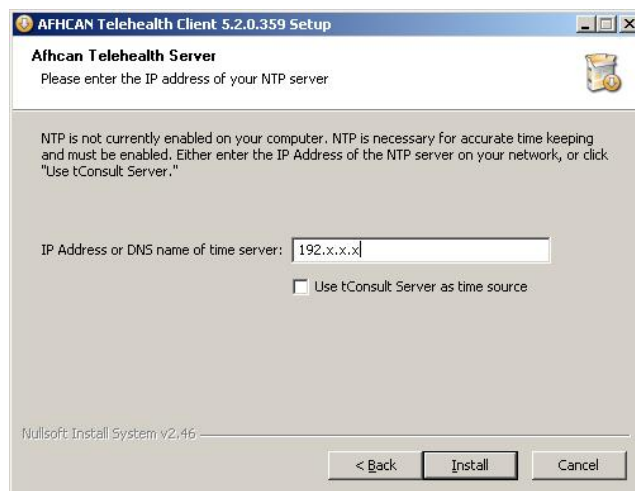 AFHCAN Telehealth Client 5.2.0.359 Setup
Afhcan Telehealth Server
Please enter the IP address of your NTP server
NTP is not currently enabled on your computer. NTP is necessary for accurate time keeping
and must be enabled. Either enter the IP Address of the NTP server on your network, or click
"Use tConsult Server."
IP Address or DNS name of time server: 192.x.x.x
Use tConsult Server as time source
Nullsoft Install System v2.46
< Back Install Cancel